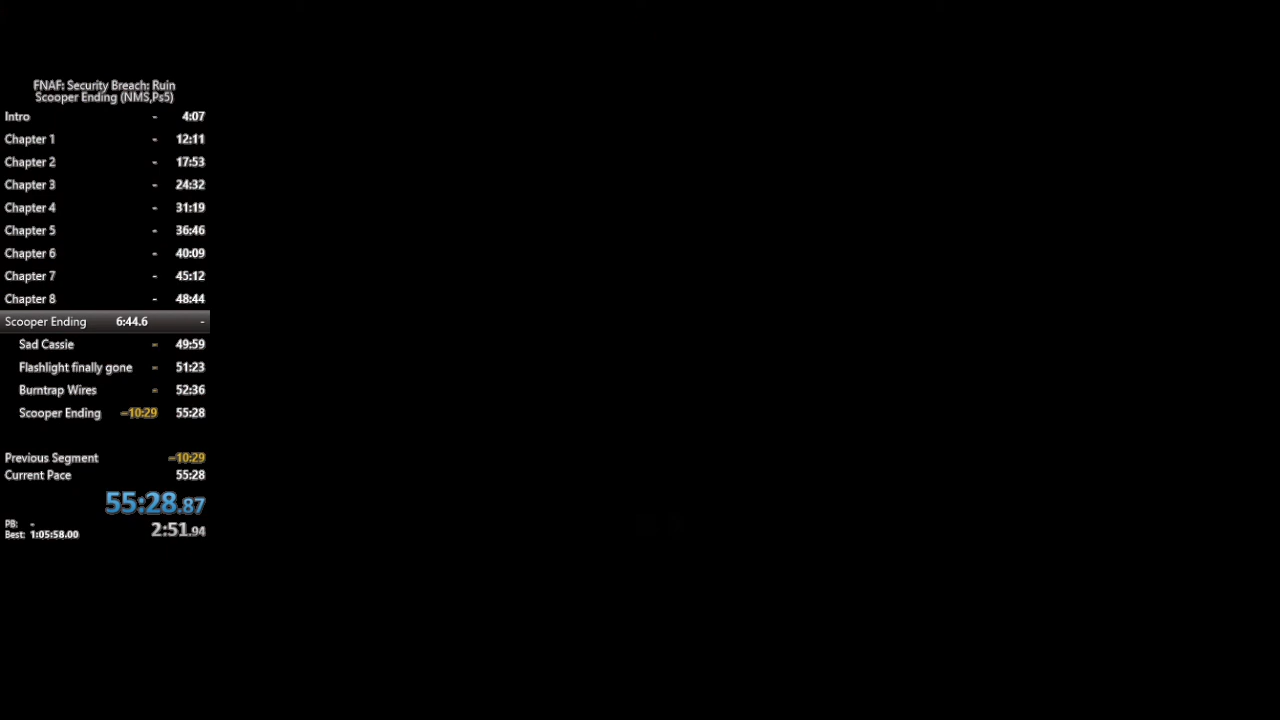 FNAF: Security Breach: Ruin
Scooper Ending (NMS,Ps5)
Intro - 4:07
Chapter 1 - 12:11
Chapter 2 - 17:53
Chapter 3 - 24:32
Chapter 4 - 31:19
Chapter 5 - 36:46
Chapter 6 - 40:09
Chapter 7 - 45:12
Chapter 8 - 48:44
Scooper Ending 6:44.6 -
Sad Cassie - 49:59
Flashlight finally gone - 51:23
Burntrap Wires - 52:36
Scooper Ending −10:29 55:28
Previous Segment −10:29
Current Pace 55:28
55:28.87
PB: - 2:51.94
Best: 1:05:58.00